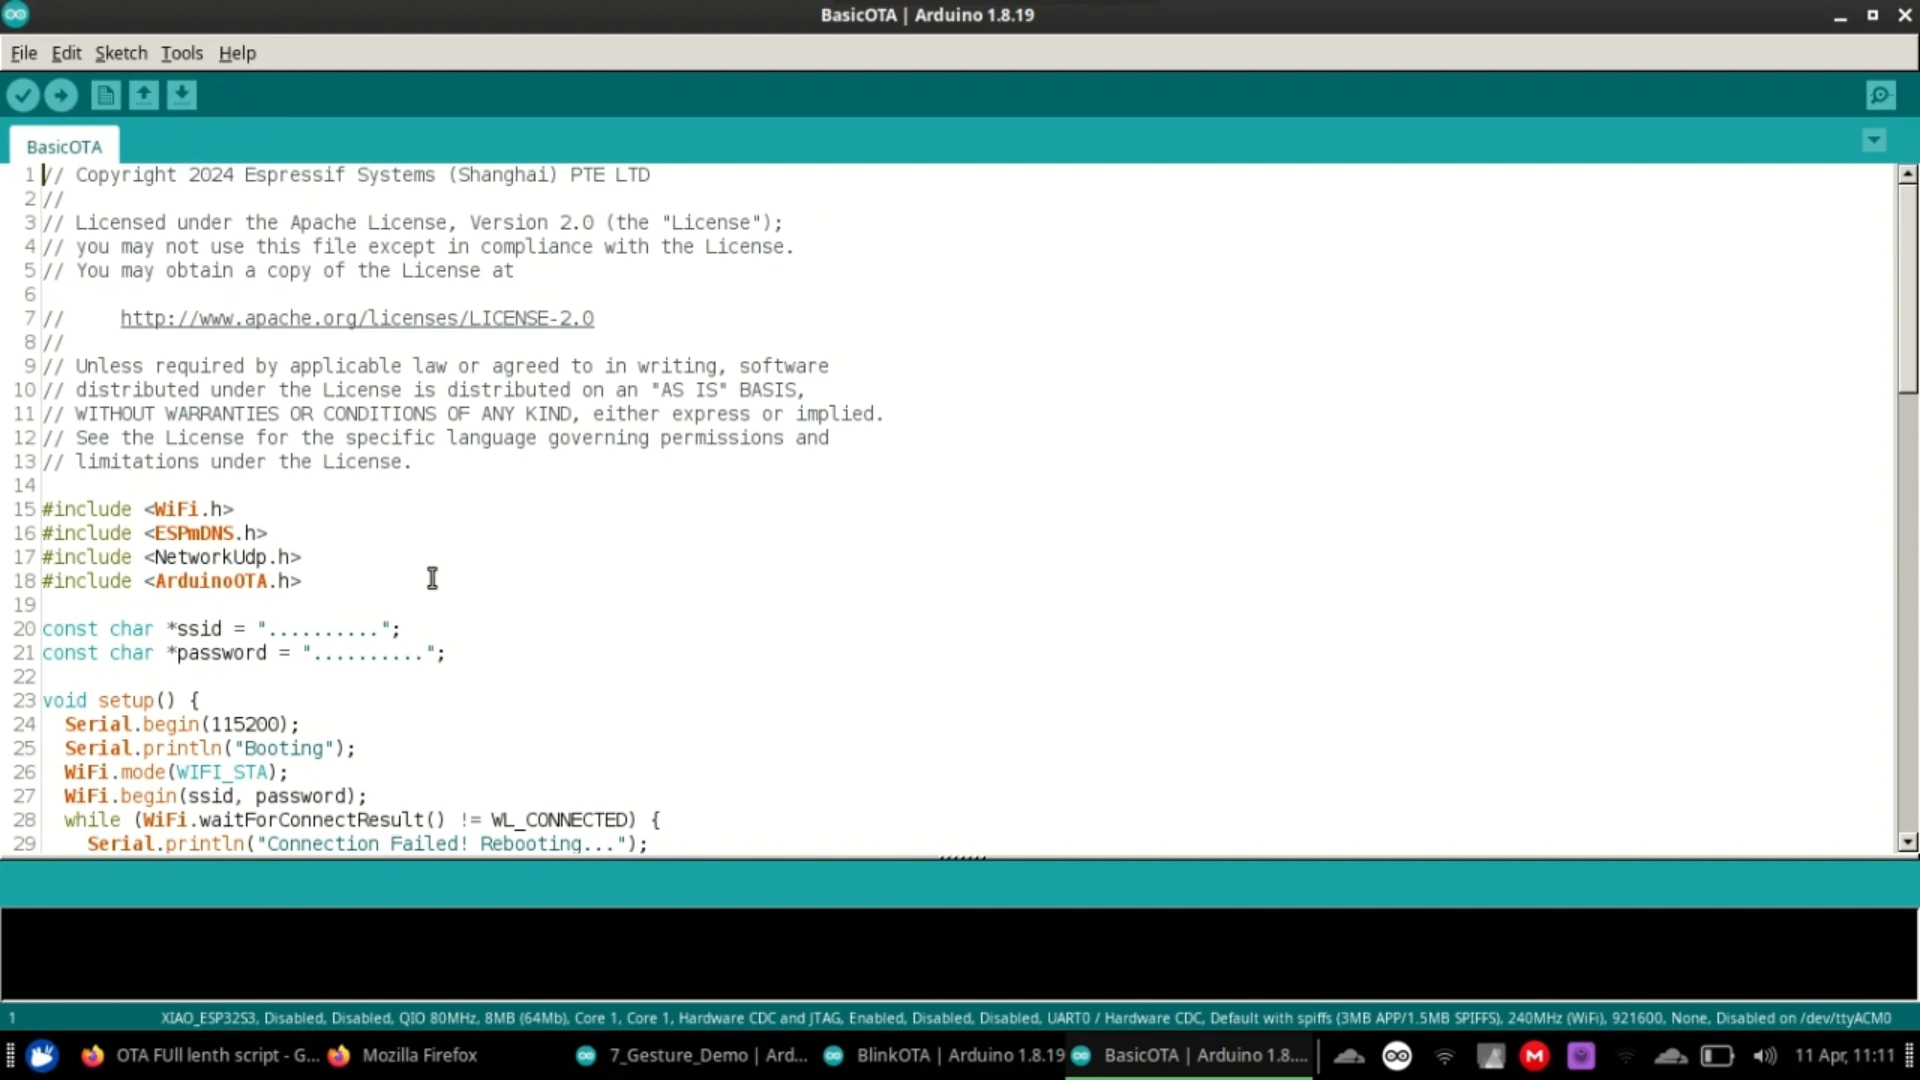 BasicOTA | Arduino 1.8.19
File Edit Sketch Tools Help
BasicOTA
1 // Copyright 2024 Espressif Systems (Shanghai) PTE LTD
2 //
3 // Licensed under the Apache License, Version 2.0 (the "License");
4 // you may not use this file except in compliance with the License.
5 // You may obtain a copy of the License at
6
7 //     http://www.apache.org/licenses/LICENSE-2.0
8 //
9 // Unless required by applicable law or agreed to in writing, software
10 // distributed under the License is distributed on an "AS IS" BASIS,
11 // WITHOUT WARRANTIES OR CONDITIONS OF ANY KIND, either express or implied.
12 // See the License for the specific language governing permissions and
13 // limitations under the License.
14
15 #include <WiFi.h>
16 #include <ESPmDNS.h>
17 #include <NetworkUdp.h>
18 #include <ArduinoOTA.h>
19
20 const char *ssid = "..........";
21 const char *password = "..........";
22
23 void setup() {
24   Serial.begin(115200);
25   Serial.println("Booting");
26   WiFi.mode(WIFI_STA);
27   WiFi.begin(ssid, password);
28   while (WiFi.waitForConnectResult() != WL_CONNECTED) {
29     Serial.println("Connection Failed! Rebooting...");
1 XIAO_ESP32S3, Disabled, Disabled, QIO 80MHz, 8MB (64Mb), Core 1, Core 1, Hardware CDC and JTAG, Enabled, Disabled, Disabled, UART0 / Hardware CDC, Default with spiffs (3MB APP/1.5MB SPIFFS), 240MHz (WiFi), 921600, None, Disabled on /dev/ttyACM0
OTA FUll lenth script - G... Mozilla Firefox 7_Gesture_Demo | Ard... BlinkOTA | Arduino 1.8.19 BasicOTA | Arduino 1.8.... M 11 Apr, 11:11